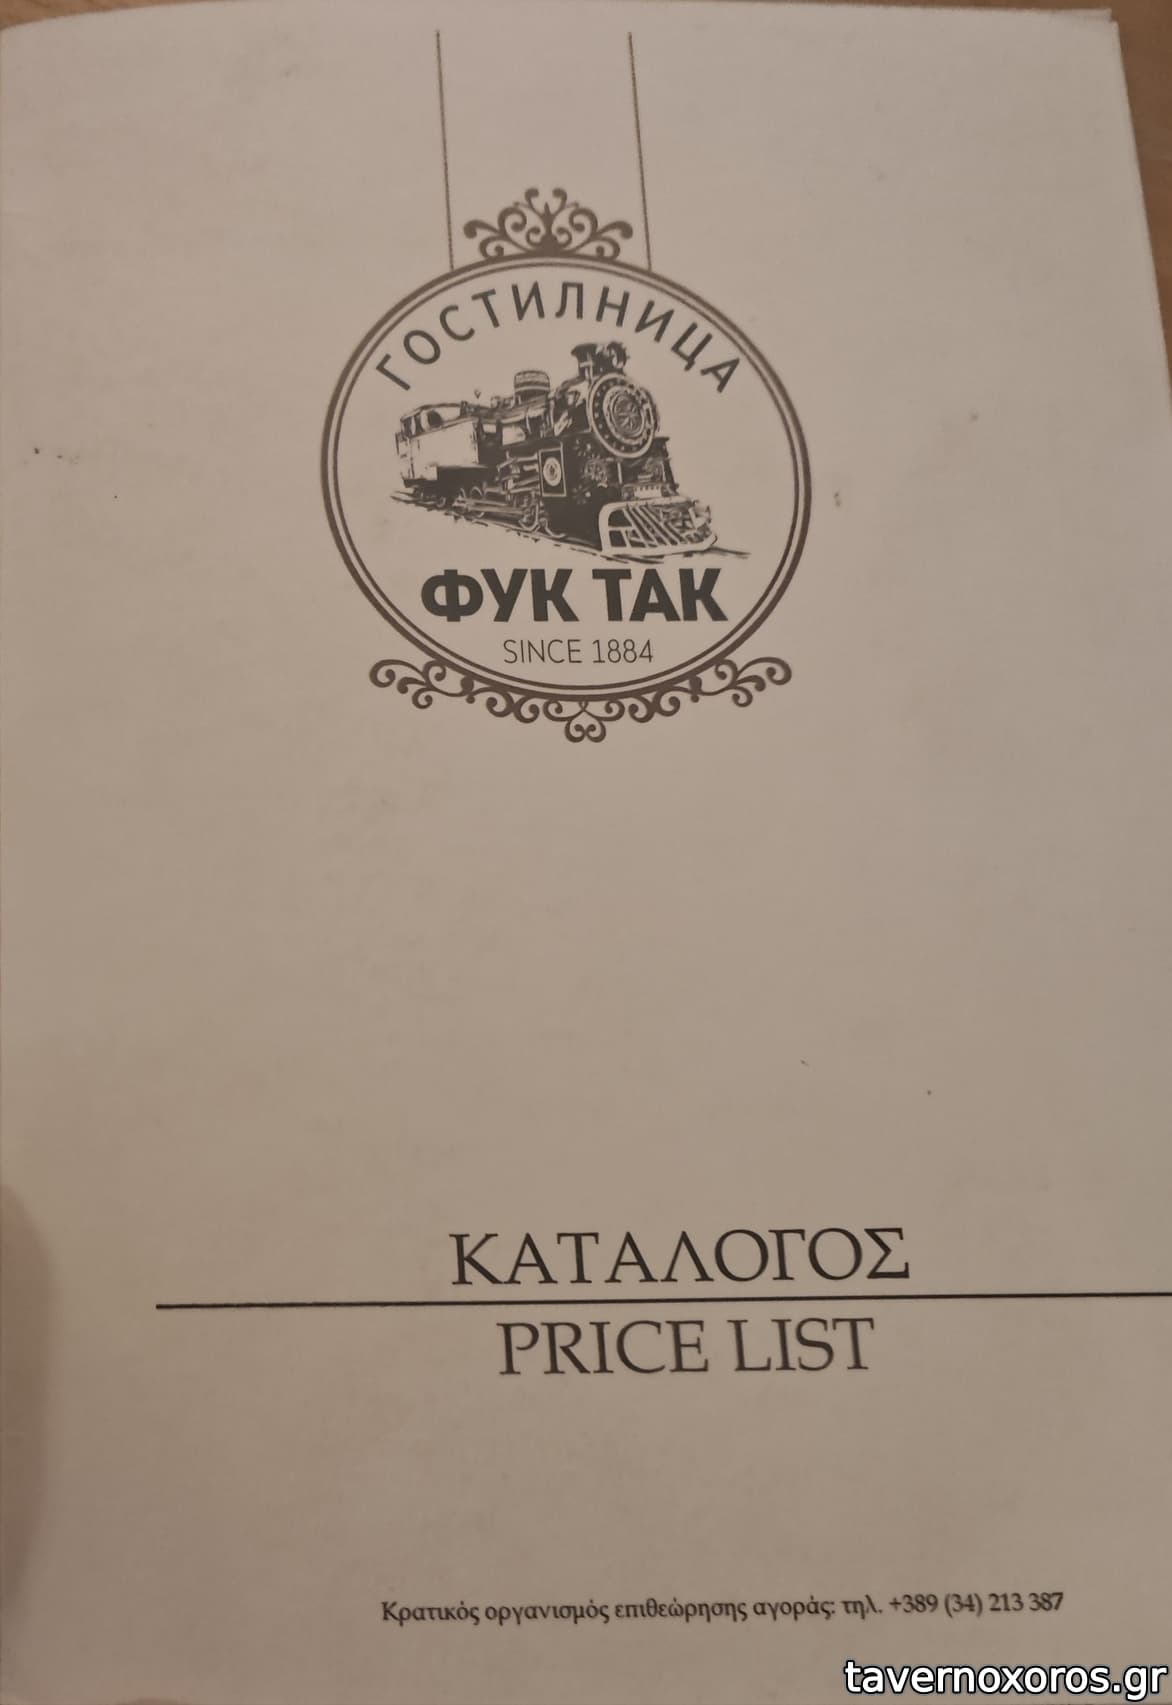 ГОСТИЛНИЦА
ФУК ТАК
SINCE 1884
ΚΑΤΑΛΟΓΟΣ
PRICE LIST
Κρατικός οργανισμός επιθεώρησης αγοράς: τηλ. +389 (34) 213 387
tavernoxoros.gr